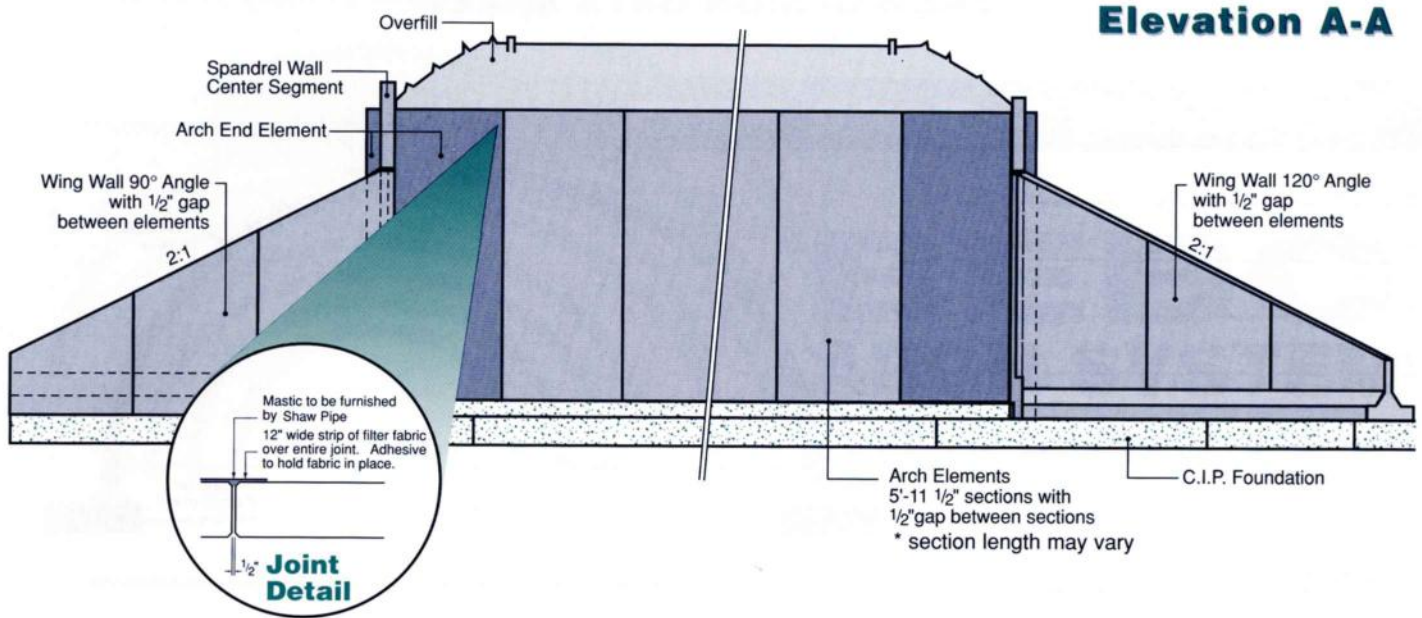 Elevation A-A
Overfill
Spandrel Wall
Center Segment
Arch End Element
Wing Wall 90° Angle
with 1/2" gap
between elements
2:1
Wing Wall 120° Angle
with 1/2" gap
between elements
2:1
Mastic to be furnished
by Shaw Pipe
12" wide strip of filter fabric
over entire joint. Adhesive
to hold fabric in place.
1/2"
Joint
Detail
Arch Elements
5'-11 1/2" sections with
1/2" gap between sections
* section length may vary
C.I.P. Foundation